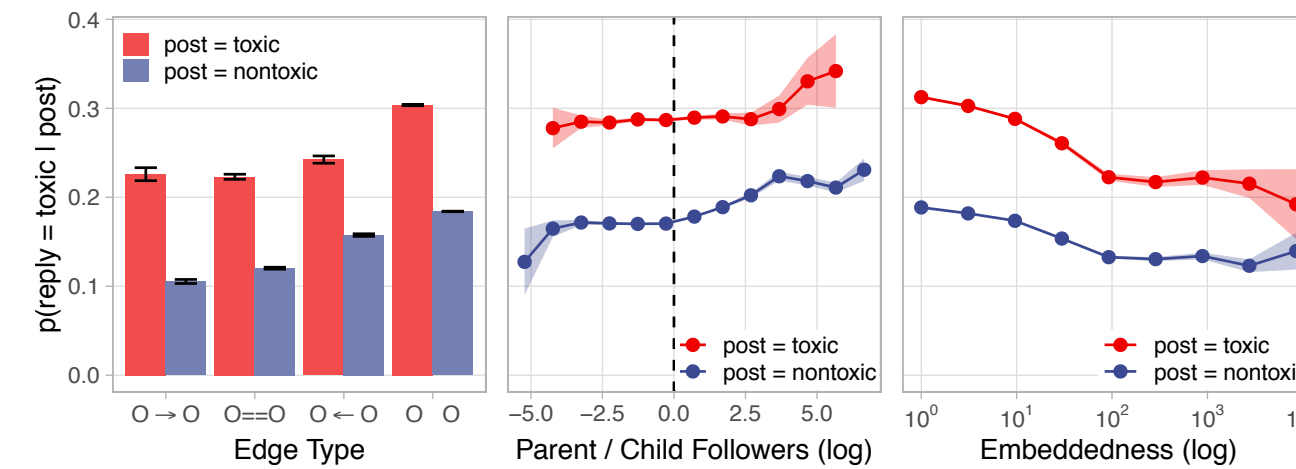 p(reply = toxic | post)
0.4
0.3
0.2
0.1
0.0
post = toxic
post = nontoxic
O → O
O==O
O ← O
O O
Edge Type
post = toxic
post = nontoxic
−5.0
−2.5
0.0
2.5
5.0
Parent / Child Followers (log)
post = toxic
post = nontoxi
10⁰
10¹
10²
10³
1
Embeddedness (log)